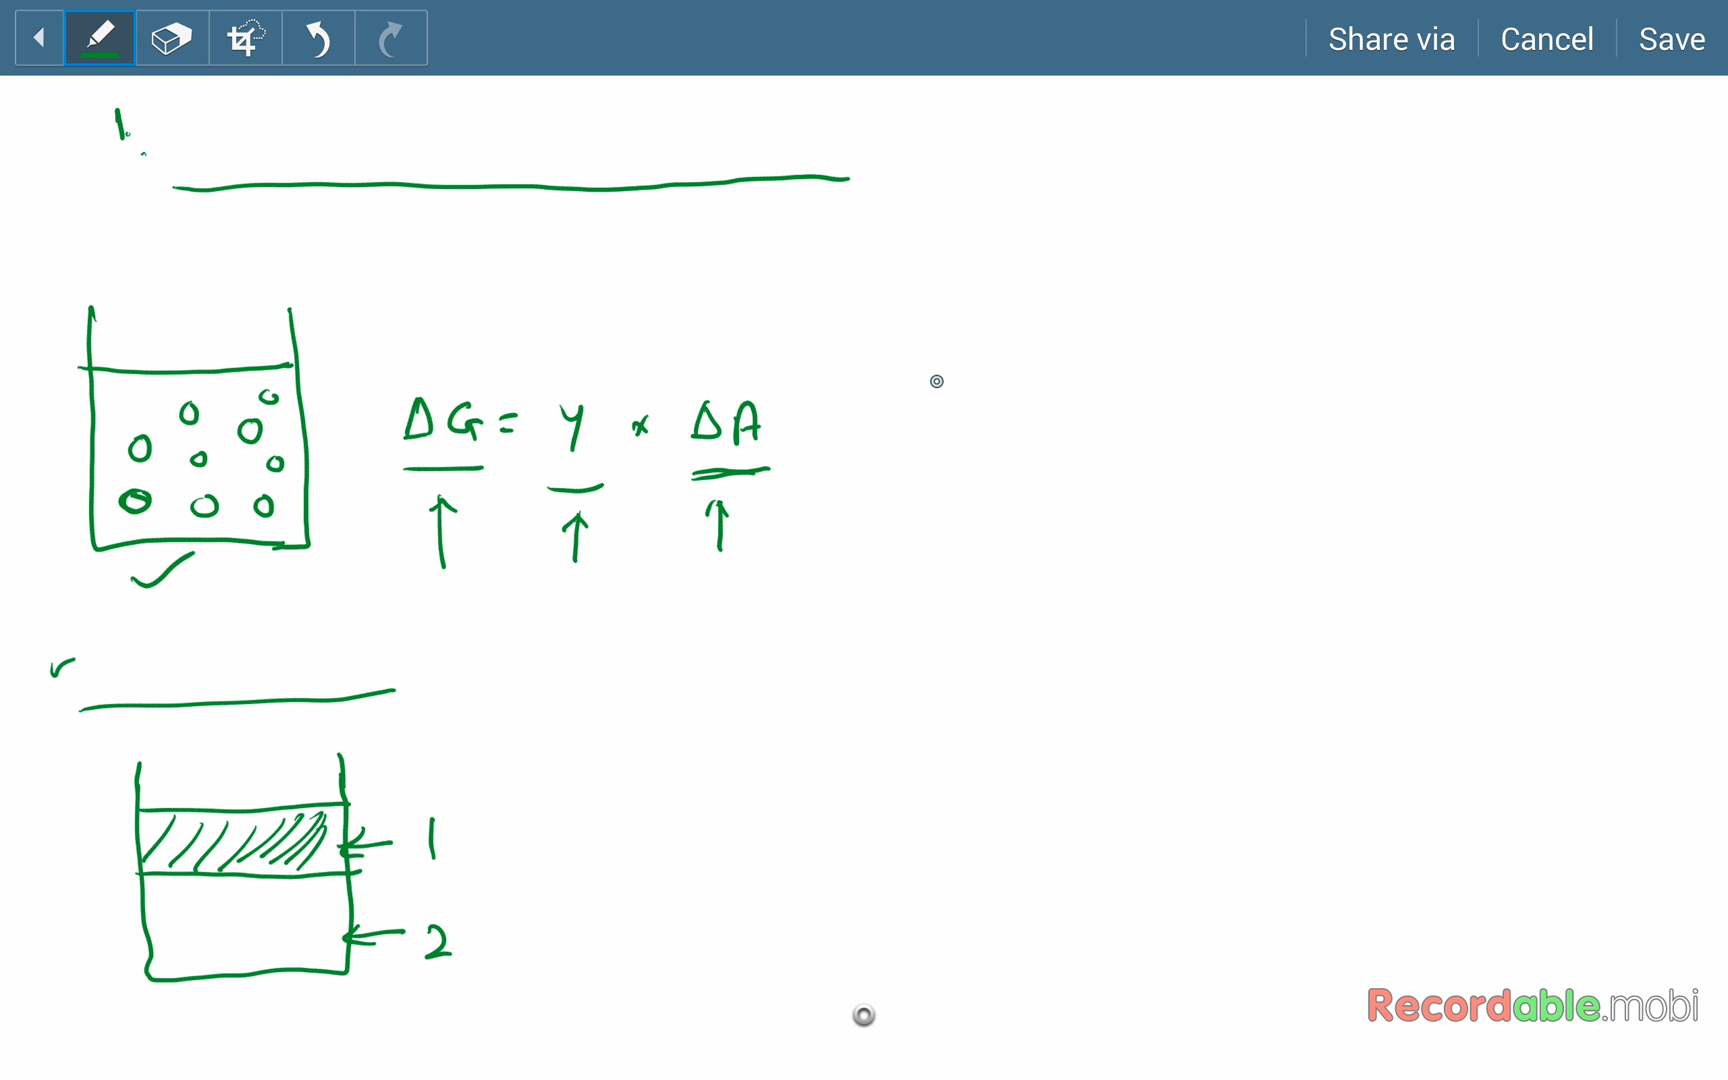 Share via Cancel Save
1.
ΔG = γ × ΔA
1
2
Recordable.mobi